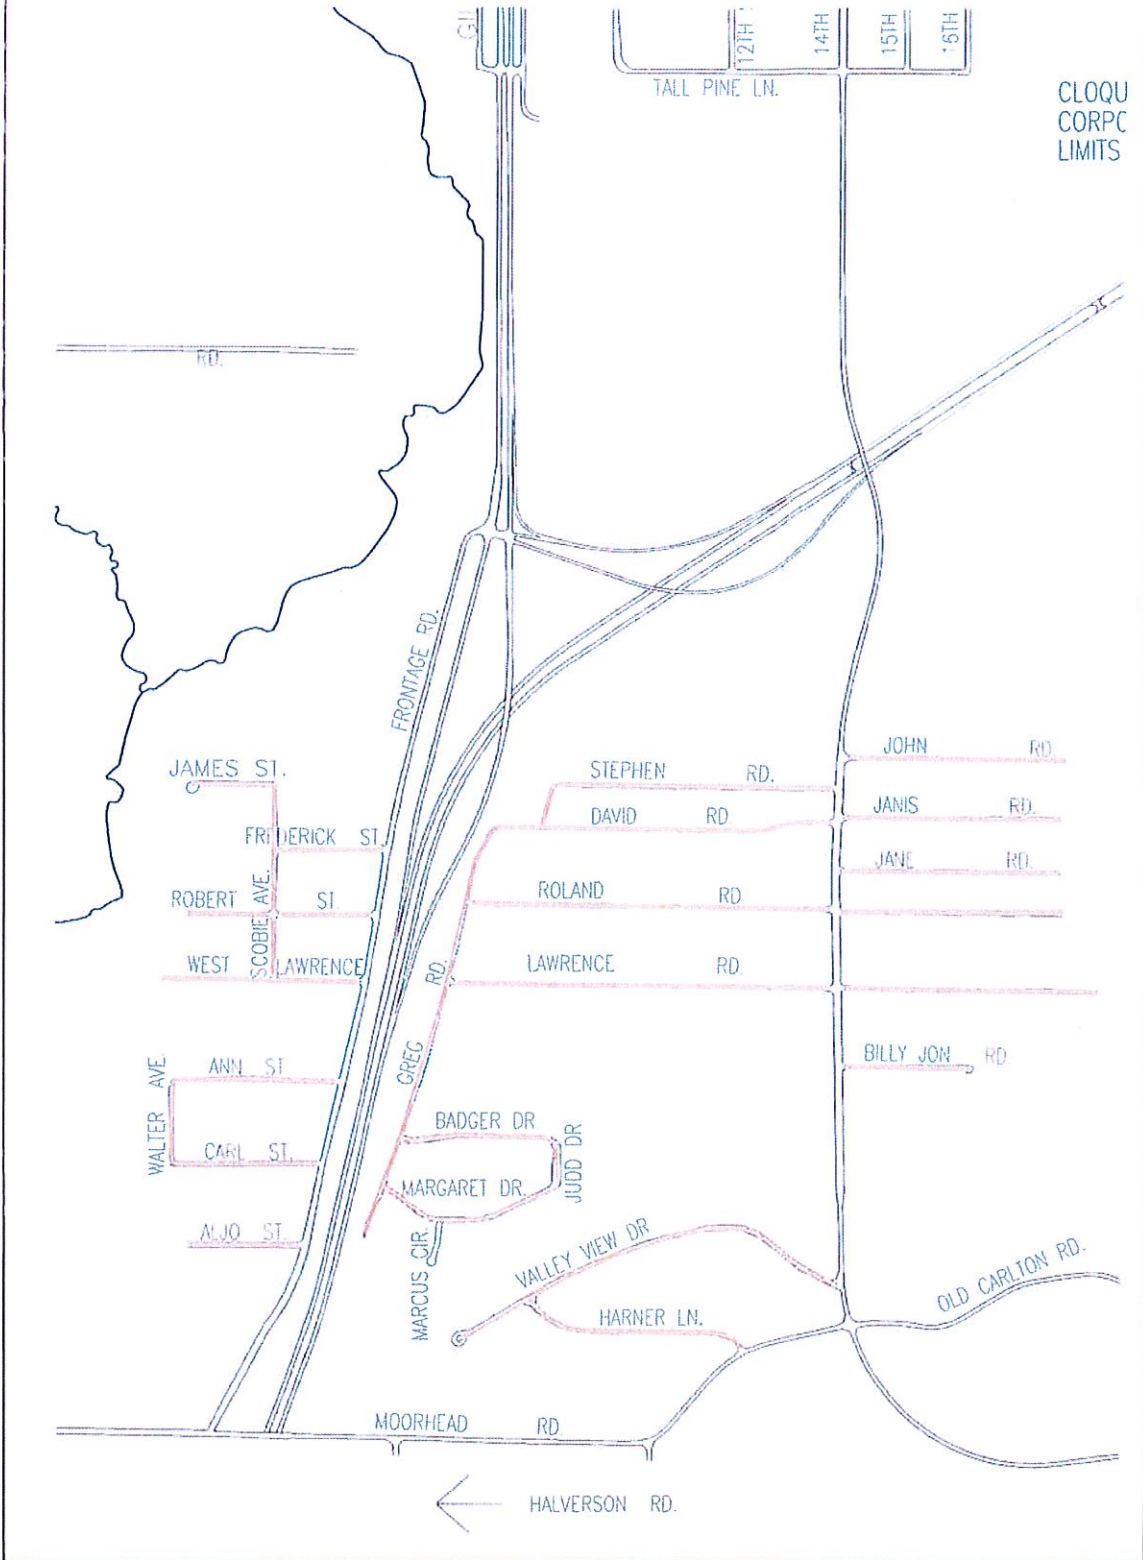 12TH
14TH
15TH
16TH
TALL PINE LN.
CLOQU
CORPC
LIMITS
RD.
FRONTAGE RD.
JOHN RD.
JAMES ST.
STEPHEN RD.
JANIS RD.
DAVID RD.
FREDERICK ST.
JANE RD.
ROBERT ST.
SCOBIE AVE.
ROLAND RD
WEST LAWRENCE
LAWRENCE RD.
GREG RD.
BILLY JON RD
WALTER AVE.
ANN ST
BADGER DR
CARL ST.
JUDD DR
MARGARET DR.
ALJO ST.
MARCUS CIR.
VALLEY VIEW DR
OLD CARLTON RD.
HARNER LN.
MOORHEAD RD.
HALVERSON RD.